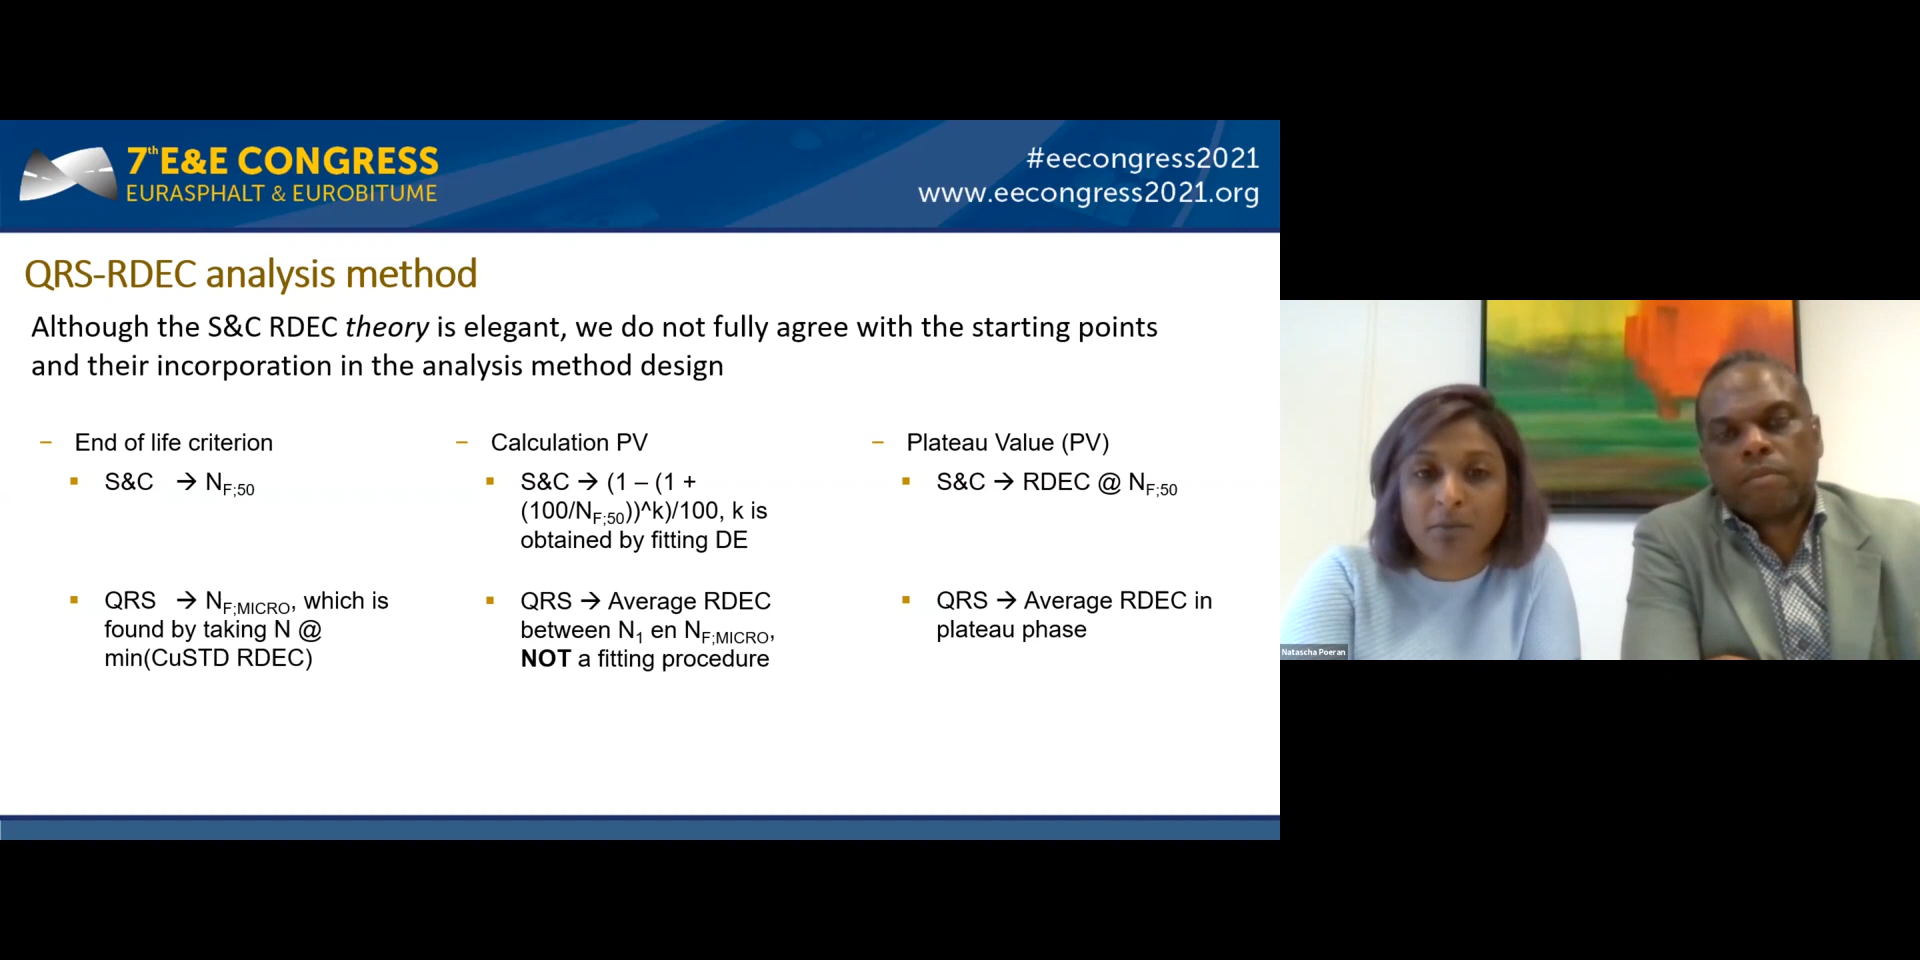 7th E&E CONGRESS
EURASPHALT & EUROBITUME
#eecongress2021
www.eecongress2021.org
QRS-RDEC analysis method
Although the S&C RDEC theory is elegant, we do not fully agree with the starting points
and their incorporation in the analysis method design
– End of life criterion
▪ S&C → NF;50
▪ QRS → NF;MICRO, which is
found by taking N @
min(CuSTD RDEC)
– Calculation PV
▪ S&C → (1 – (1 +
(100/NF;50))^k)/100, k is
obtained by fitting DE
▪ QRS → Average RDEC
between N1 en NF;MICRO,
NOT a fitting procedure
– Plateau Value (PV)
▪ S&C → RDEC @ NF;50
▪ QRS → Average RDEC in
plateau phase
Natascha Poeran